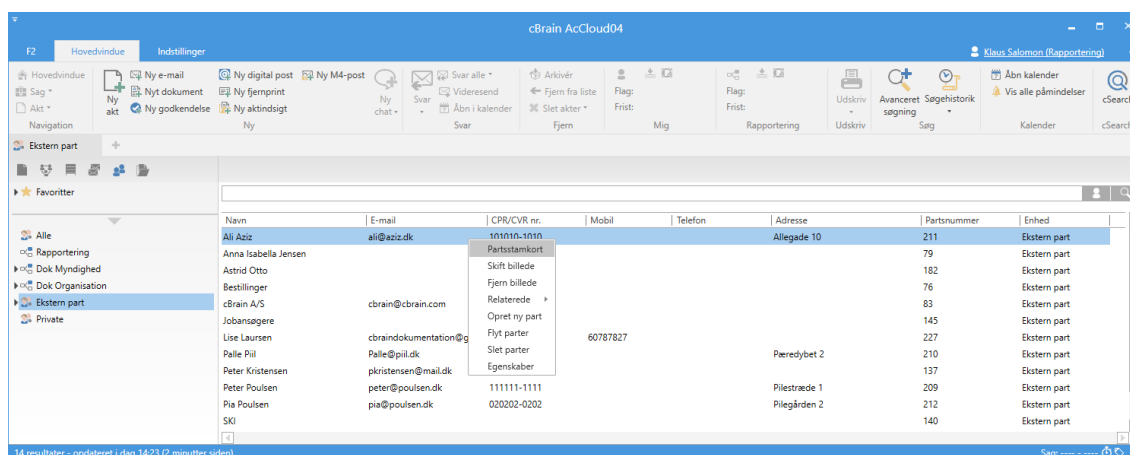 cBrain AcCloud04
F2 Hovedvindue Indstillinger Klaus Salomon (Rapportering)
Hovedvindue
Sag
Akt
Navigation
Ny akt
Ny e-mail
Nyt dokument
Ny godkendelse
Ny digital post
Ny fjernprint
Ny aktindsigt
Ny M4-post
Ny chat
Ny
Svar
Svar alle
Videresend
Åbn i kalender
Svar
Arkivér
Fjern fra liste
Slet akter
Fjern
Flag:
Frist:
Mig
Flag:
Frist:
Rapportering
Udskriv
Udskriv
Avanceret søgning
Søgehistorik
Søg
Åbn kalender
Vis alle påmindelser
Kalender
cSearch
cSearch
Ekstern part +
Favoritter
Alle
Rapportering
Dok Myndighed
Dok Organisation
Ekstern part
Private
Navn E-mail CPR/CVR nr. Mobil Telefon Adresse Partsnummer Enhed
Ali Aziz ali@aziz.dk 101010-1010 Allegade 10 211 Ekstern part
Anna Isabella Jensen 79 Ekstern part
Astrid Otto 182 Ekstern part
Bestillinger 76 Ekstern part
cBrain A/S cbrain@cbrain.com 83 Ekstern part
Jobansøgere 145 Ekstern part
Lise Laursen cbraindokumentation@g 60787827 227 Ekstern part
Palle Piil Palle@piil.dk Pæredybet 2 210 Ekstern part
Peter Kristensen pkristensen@mail.dk 137 Ekstern part
Peter Poulsen peter@poulsen.dk 111111-1111 Pilestræde 1 209 Ekstern part
Pia Poulsen pia@poulsen.dk 020202-0202 Pilegården 2 212 Ekstern part
SKI 140 Ekstern part
Partsstamkort
Skift billede
Fjern billede
Relaterede
Opret ny part
Flyt parter
Slet parter
Egenskaber
14 resultater - opdateret i dag 14:23 (2 minutter siden) Sag: ---- - ----